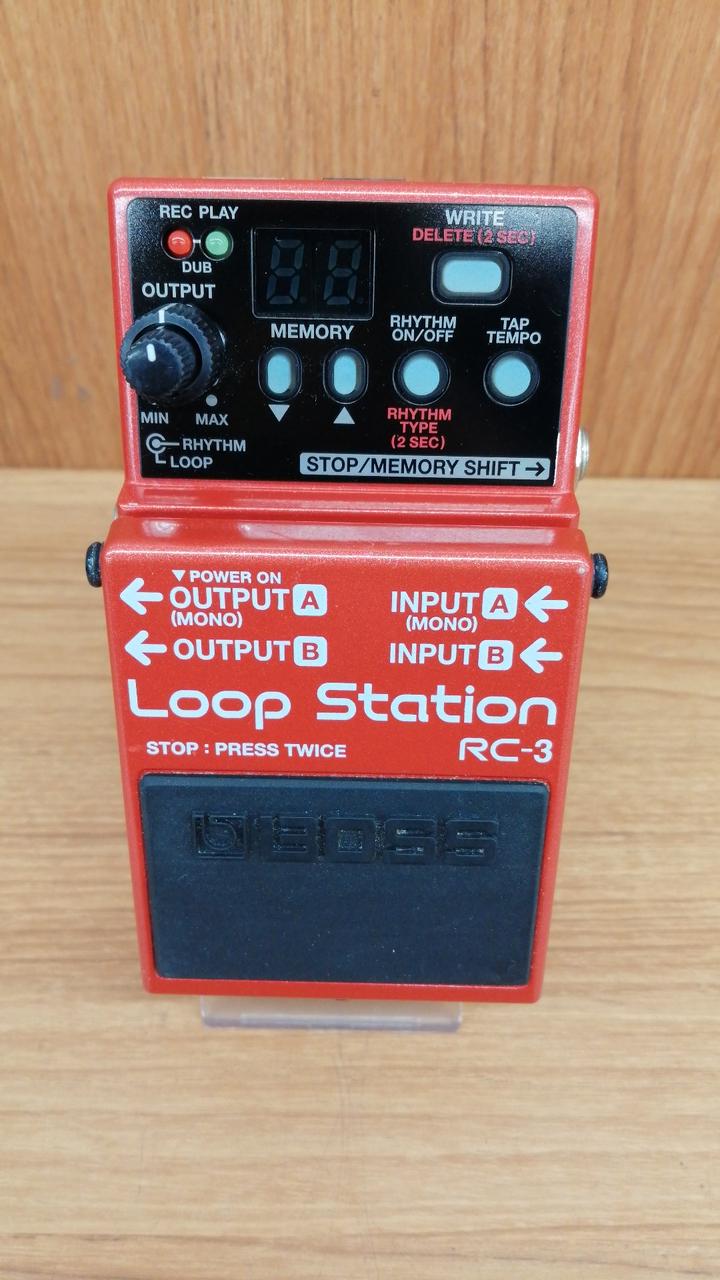 REC PLAY
DUB
OUTPUT
MIN
MAX
RHYTHM
LOOP
MEMORY
▼ ▲
WRITE
DELETE (2 SEC)
RHYTHM
ON/OFF
RHYTHM
TYPE
(2 SEC)
TAP
TEMPO
STOP/MEMORY SHIFT →
▼POWER ON
← OUTPUT A
(MONO)
← OUTPUT B
INPUT A ←
(MONO)
INPUT B ←
Loop Station
STOP : PRESS TWICE
RC-3
BOSS